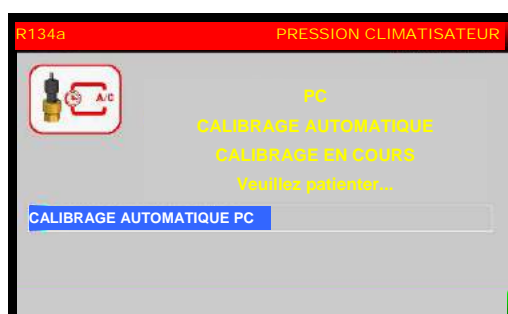 R134a PRESSION CLIMATISATEUR
A/C
PC
CALIBRAGE AUTOMATIQUE
CALIBRAGE EN COURS
Veuillez patienter...
CALIBRAGE AUTOMATIQUE PC